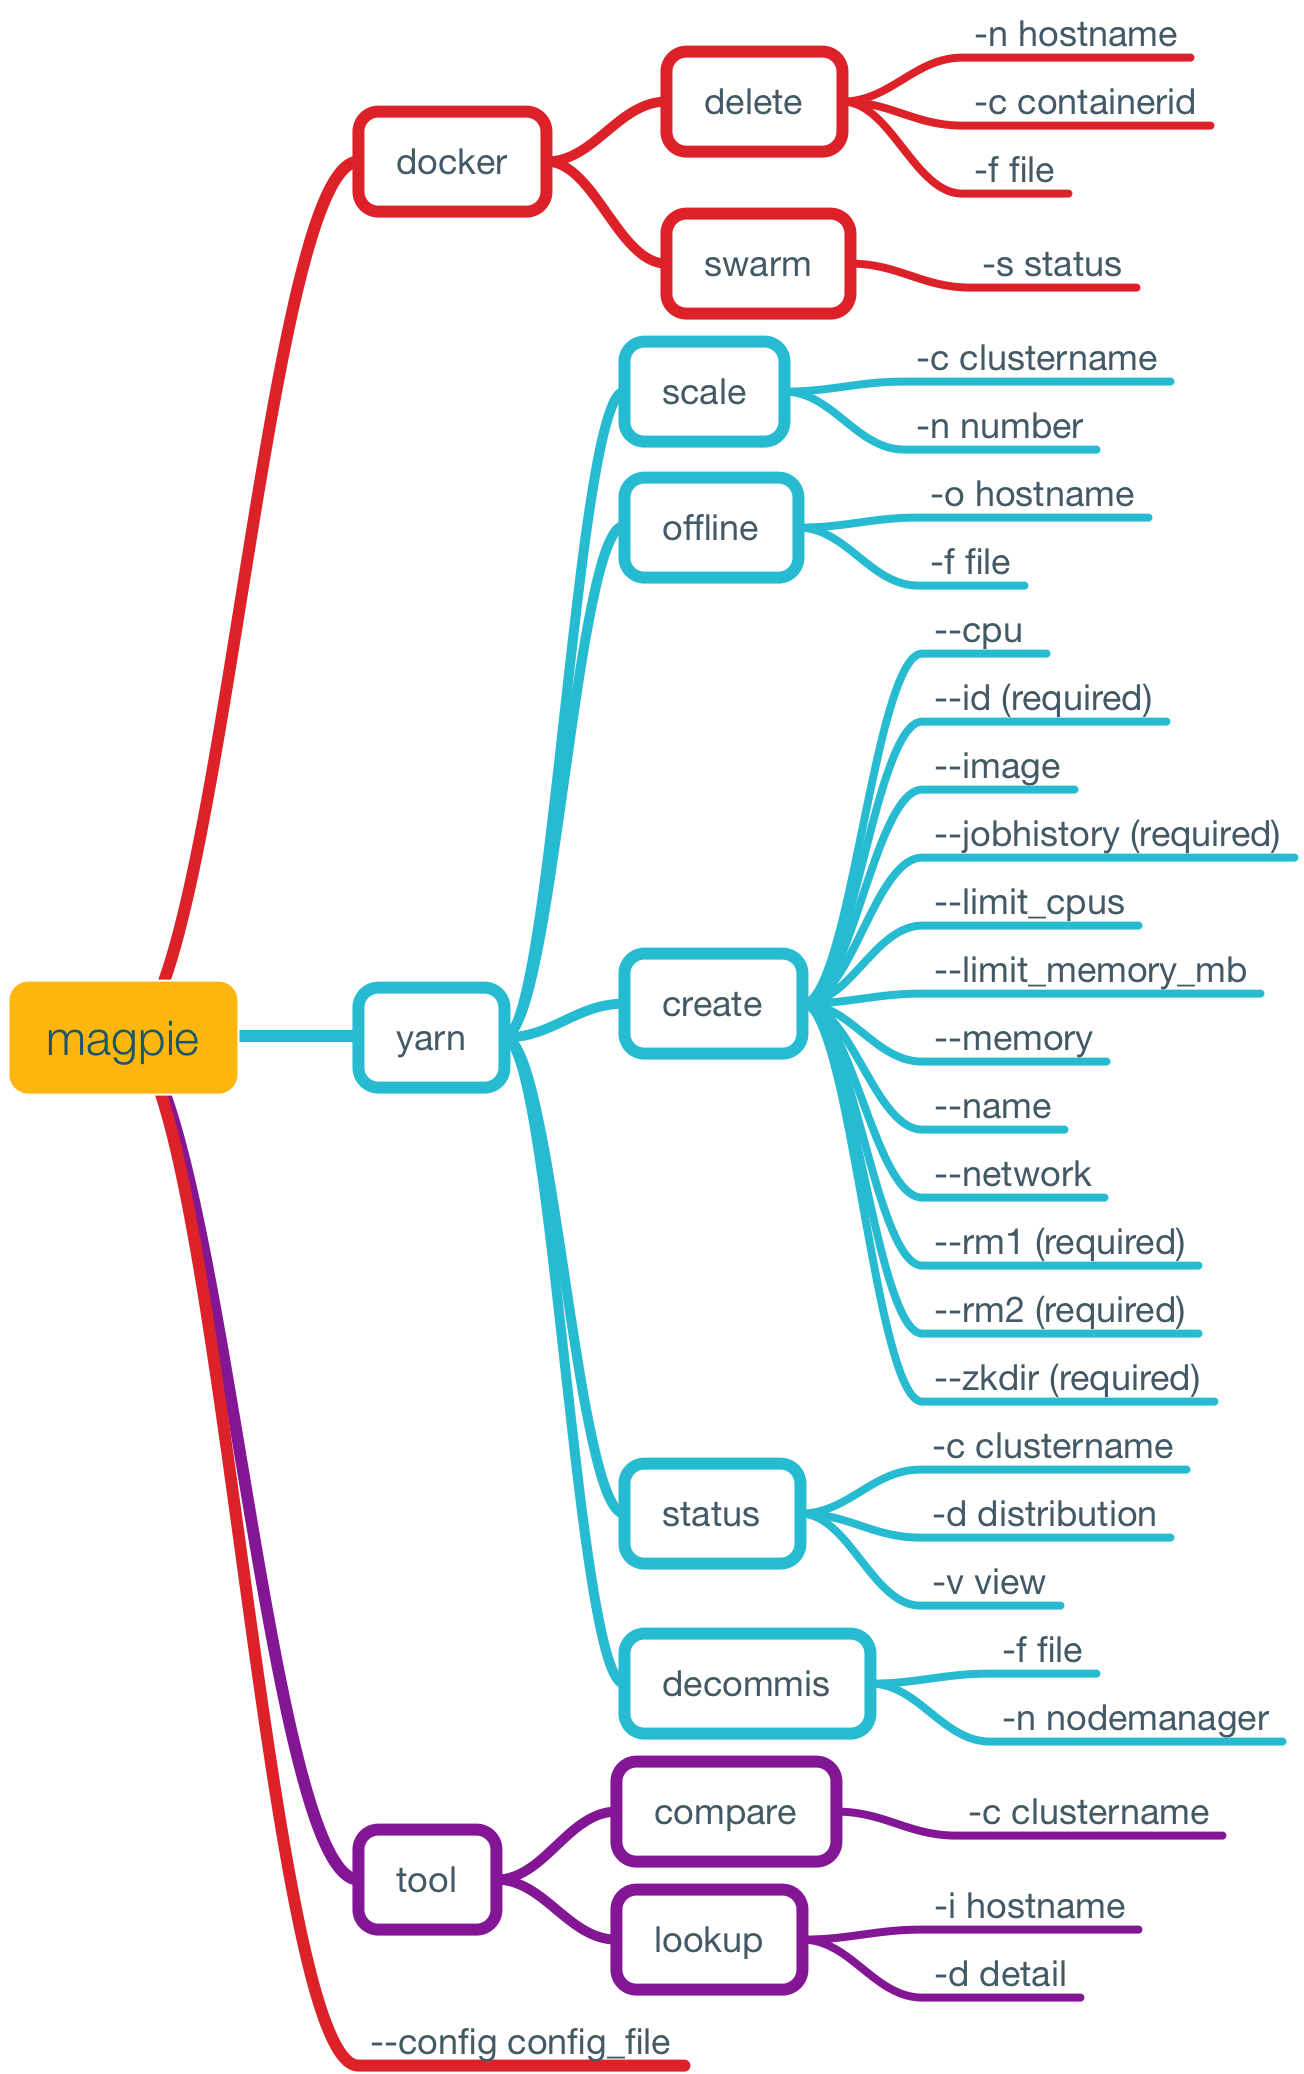 -n hostname
delete
-c containerid
docker
-f file
swarm
-s status
-c clustername
scale
-n number
-o hostname
offline
-f file
--cpu
--id (required)
--image
--jobhistory (required)
--limit_cpus
--limit_memory_mb
create
magpie
yarn
--memory
--name
--network
--rm1 (required)
--rm2 (required)
--zkdir (required)
-c clustername
status
-d distribution
-v view
-f file
decommis
-n nodemanager
compare
-c clustername
tool
-i hostname
lookup
-d detail
--config config_file